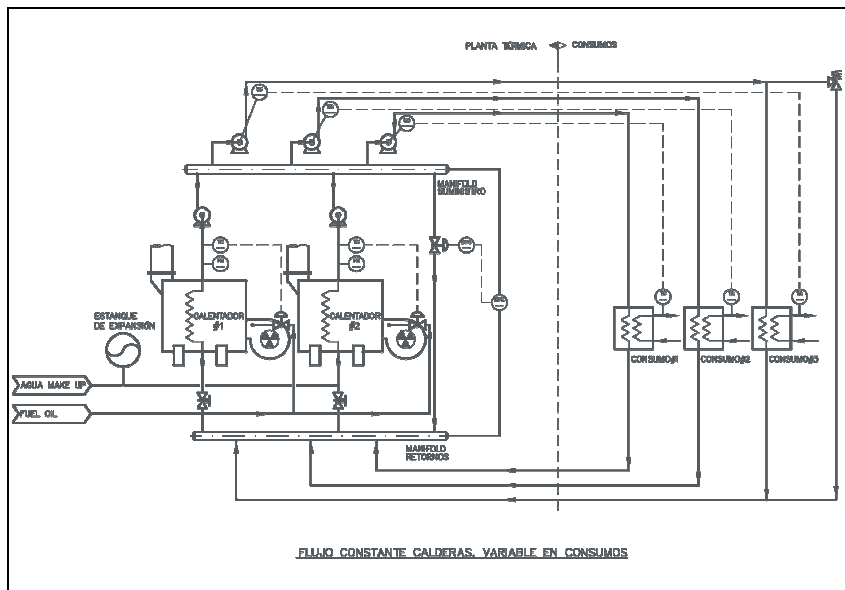 PLANTA TÉRMICA
CONSUMOS
MANIFOLD
SUMINISTRO
ESTANQUE
DE EXPANSIÓN
CALENTADOR
#1
CALENTADOR
#2
AGUA MAKE UP
FUEL OIL
CONSUMO#1
CONSUMO#2
CONSUMO#3
MANIFOLD
RETORNOS
FLUJO CONSTANTE CALDERAS, VARIABLE EN CONSUMOS